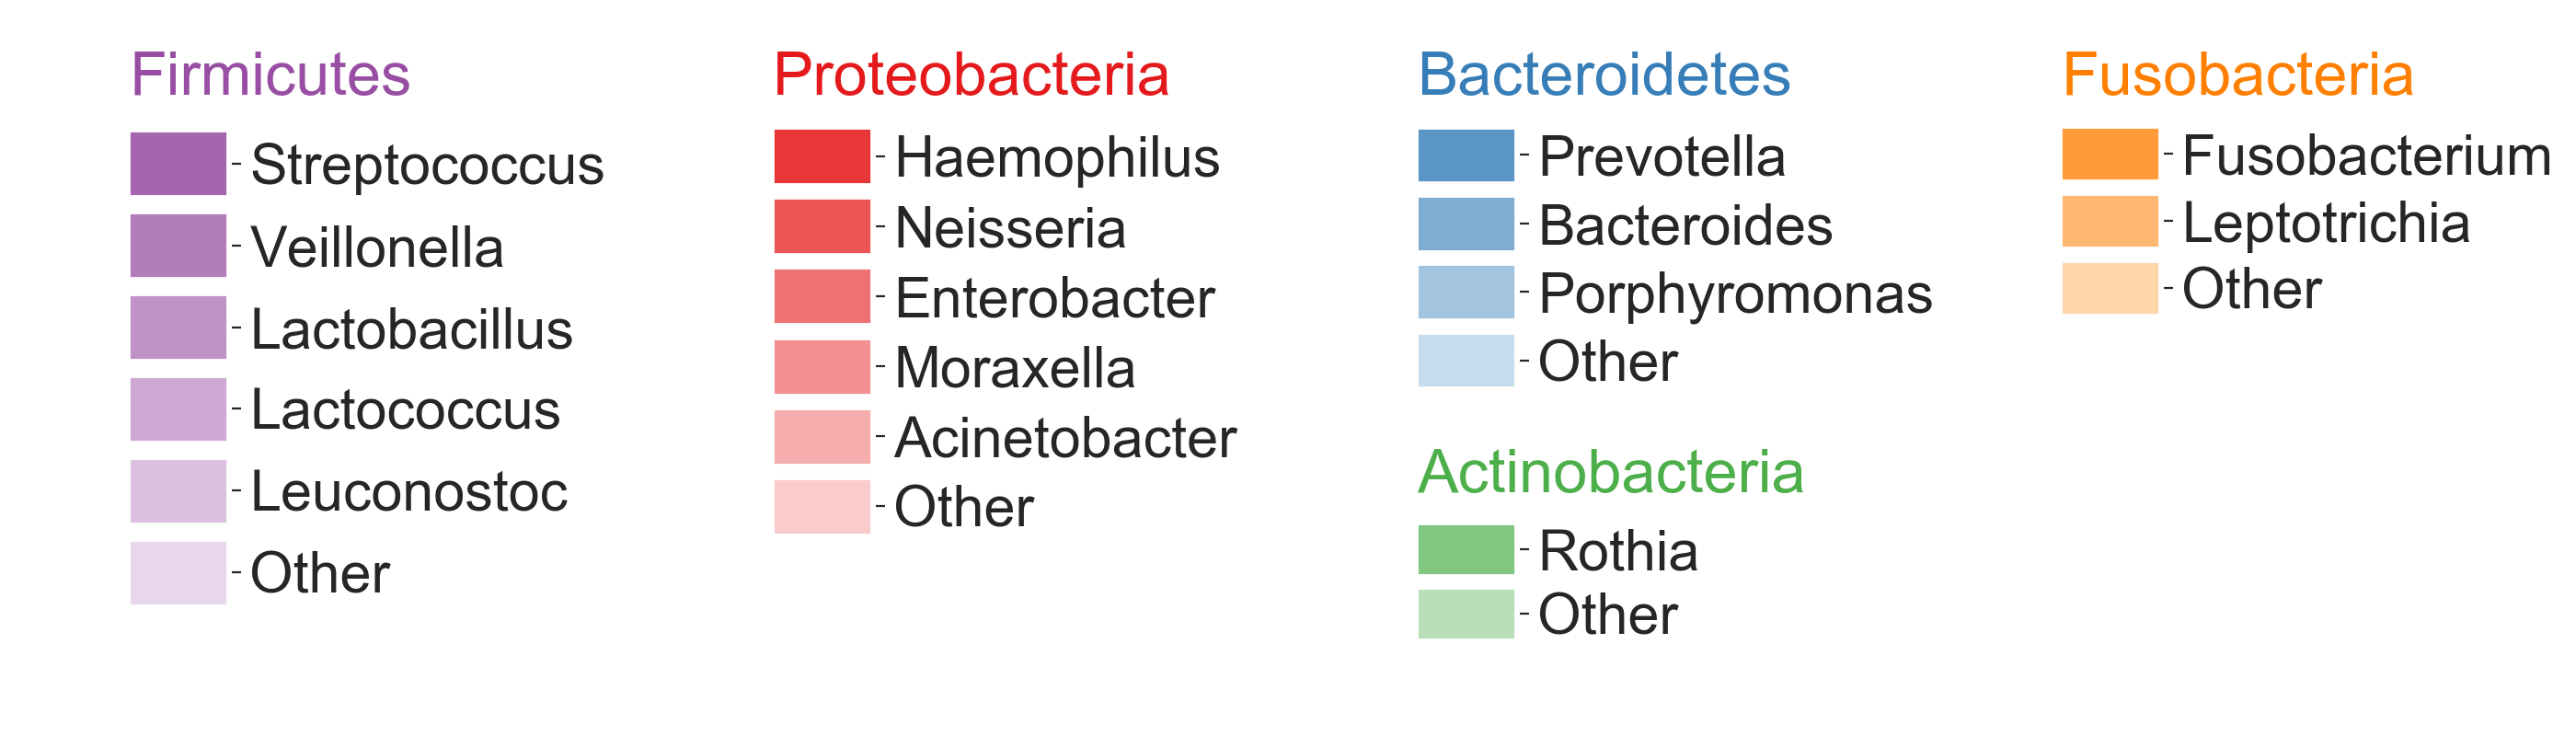 Firmicutes
Streptococcus
Veillonella
Lactobacillus
Lactococcus
Leuconostoc
Other
Proteobacteria
Haemophilus
Neisseria
Enterobacter
Moraxella
Acinetobacter
Other
Bacteroidetes
Prevotella
Bacteroides
Porphyromonas
Other
Actinobacteria
Rothia
Other
Fusobacteria
Fusobacterium
Leptotrichia
Other